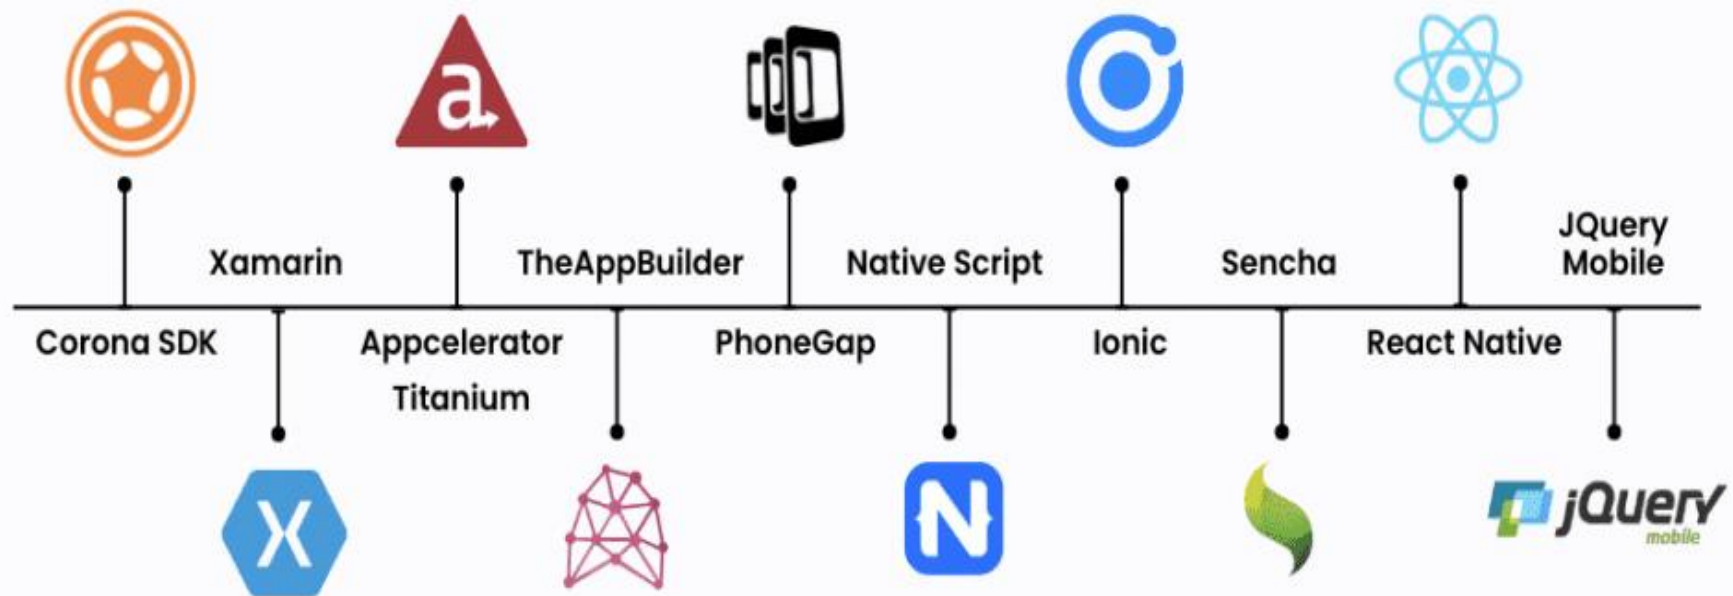 a
JQuery
Xamarin
TheAppBuilder
Native Script
Sencha
Mobile
Corona SDK
Appcelerator
PhoneGap
Ionic
React Native
Titanium
X
N
jQuery
mobile